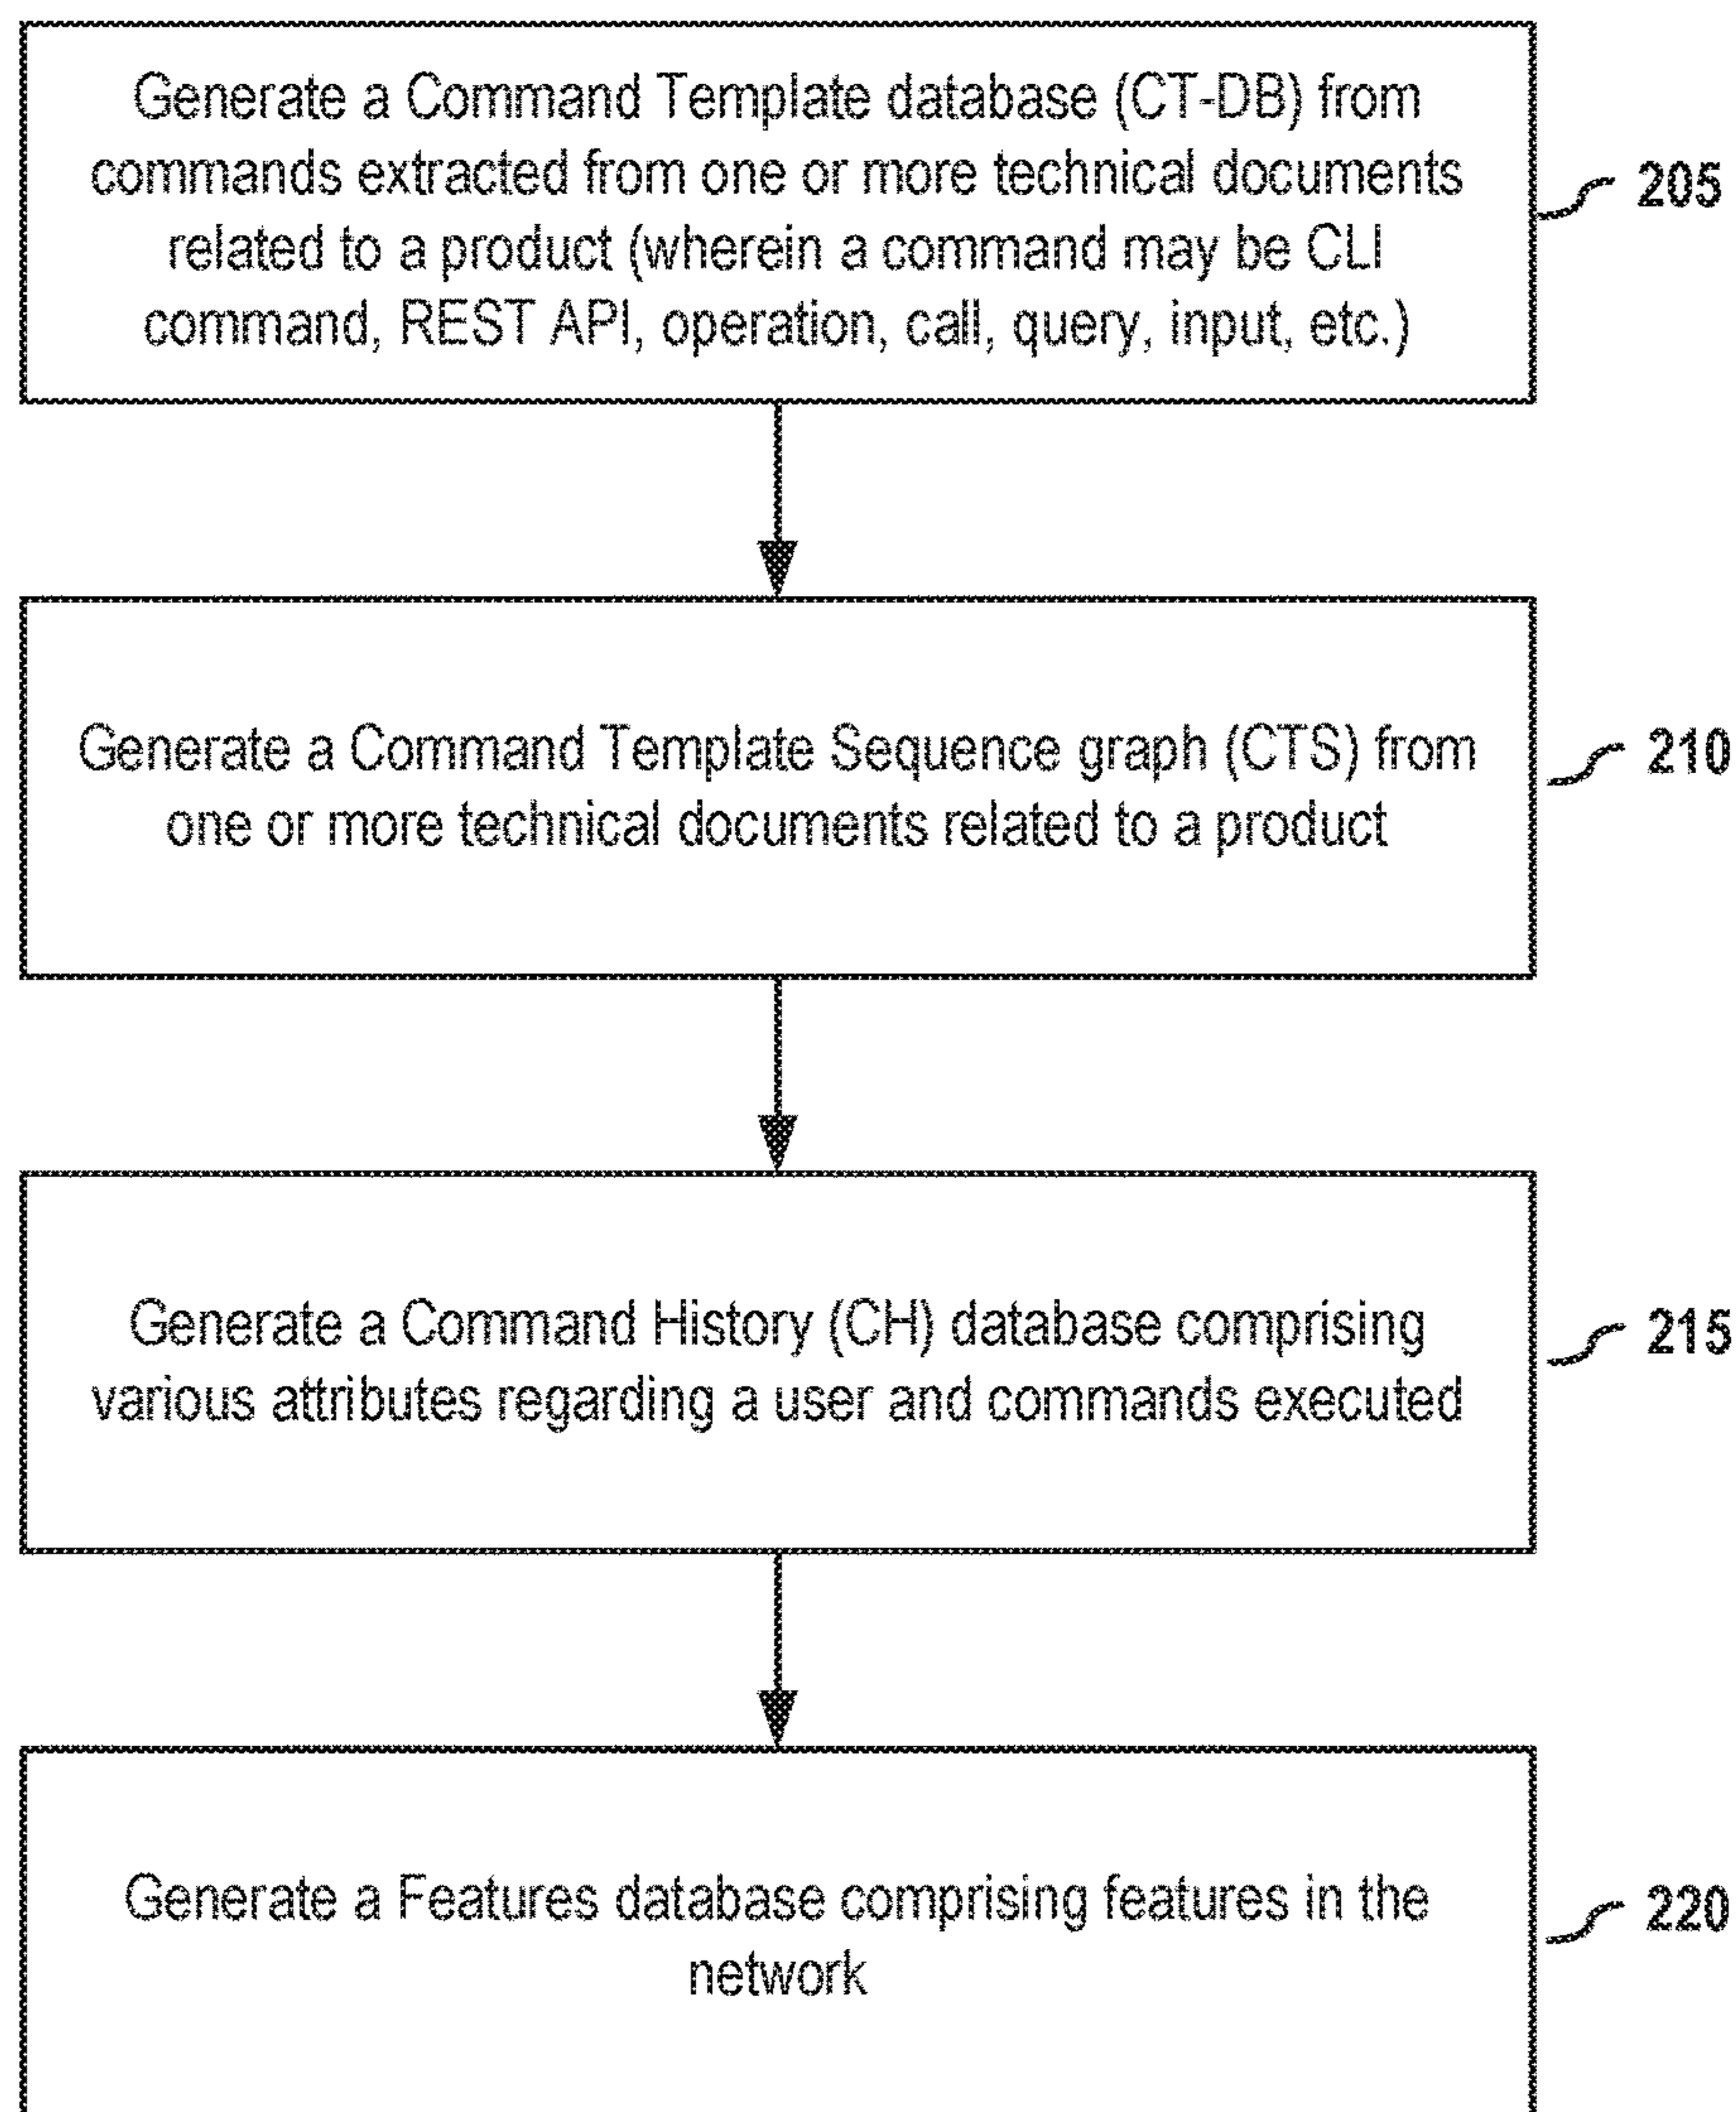 Generate a Command Template database (CT-DB) from
commands extracted from one or more technical documents
related to a product (wherein a command may be CLI
command, REST API, operation, call, query, input, etc.)
205
Generate a Command Template Sequence graph (CTS) from
one or more technical documents related to a product
210
Generate a Command History (CH) database comprising
various attributes regarding a user and commands executed
215
Generate a Features database comprising features in the
network
220